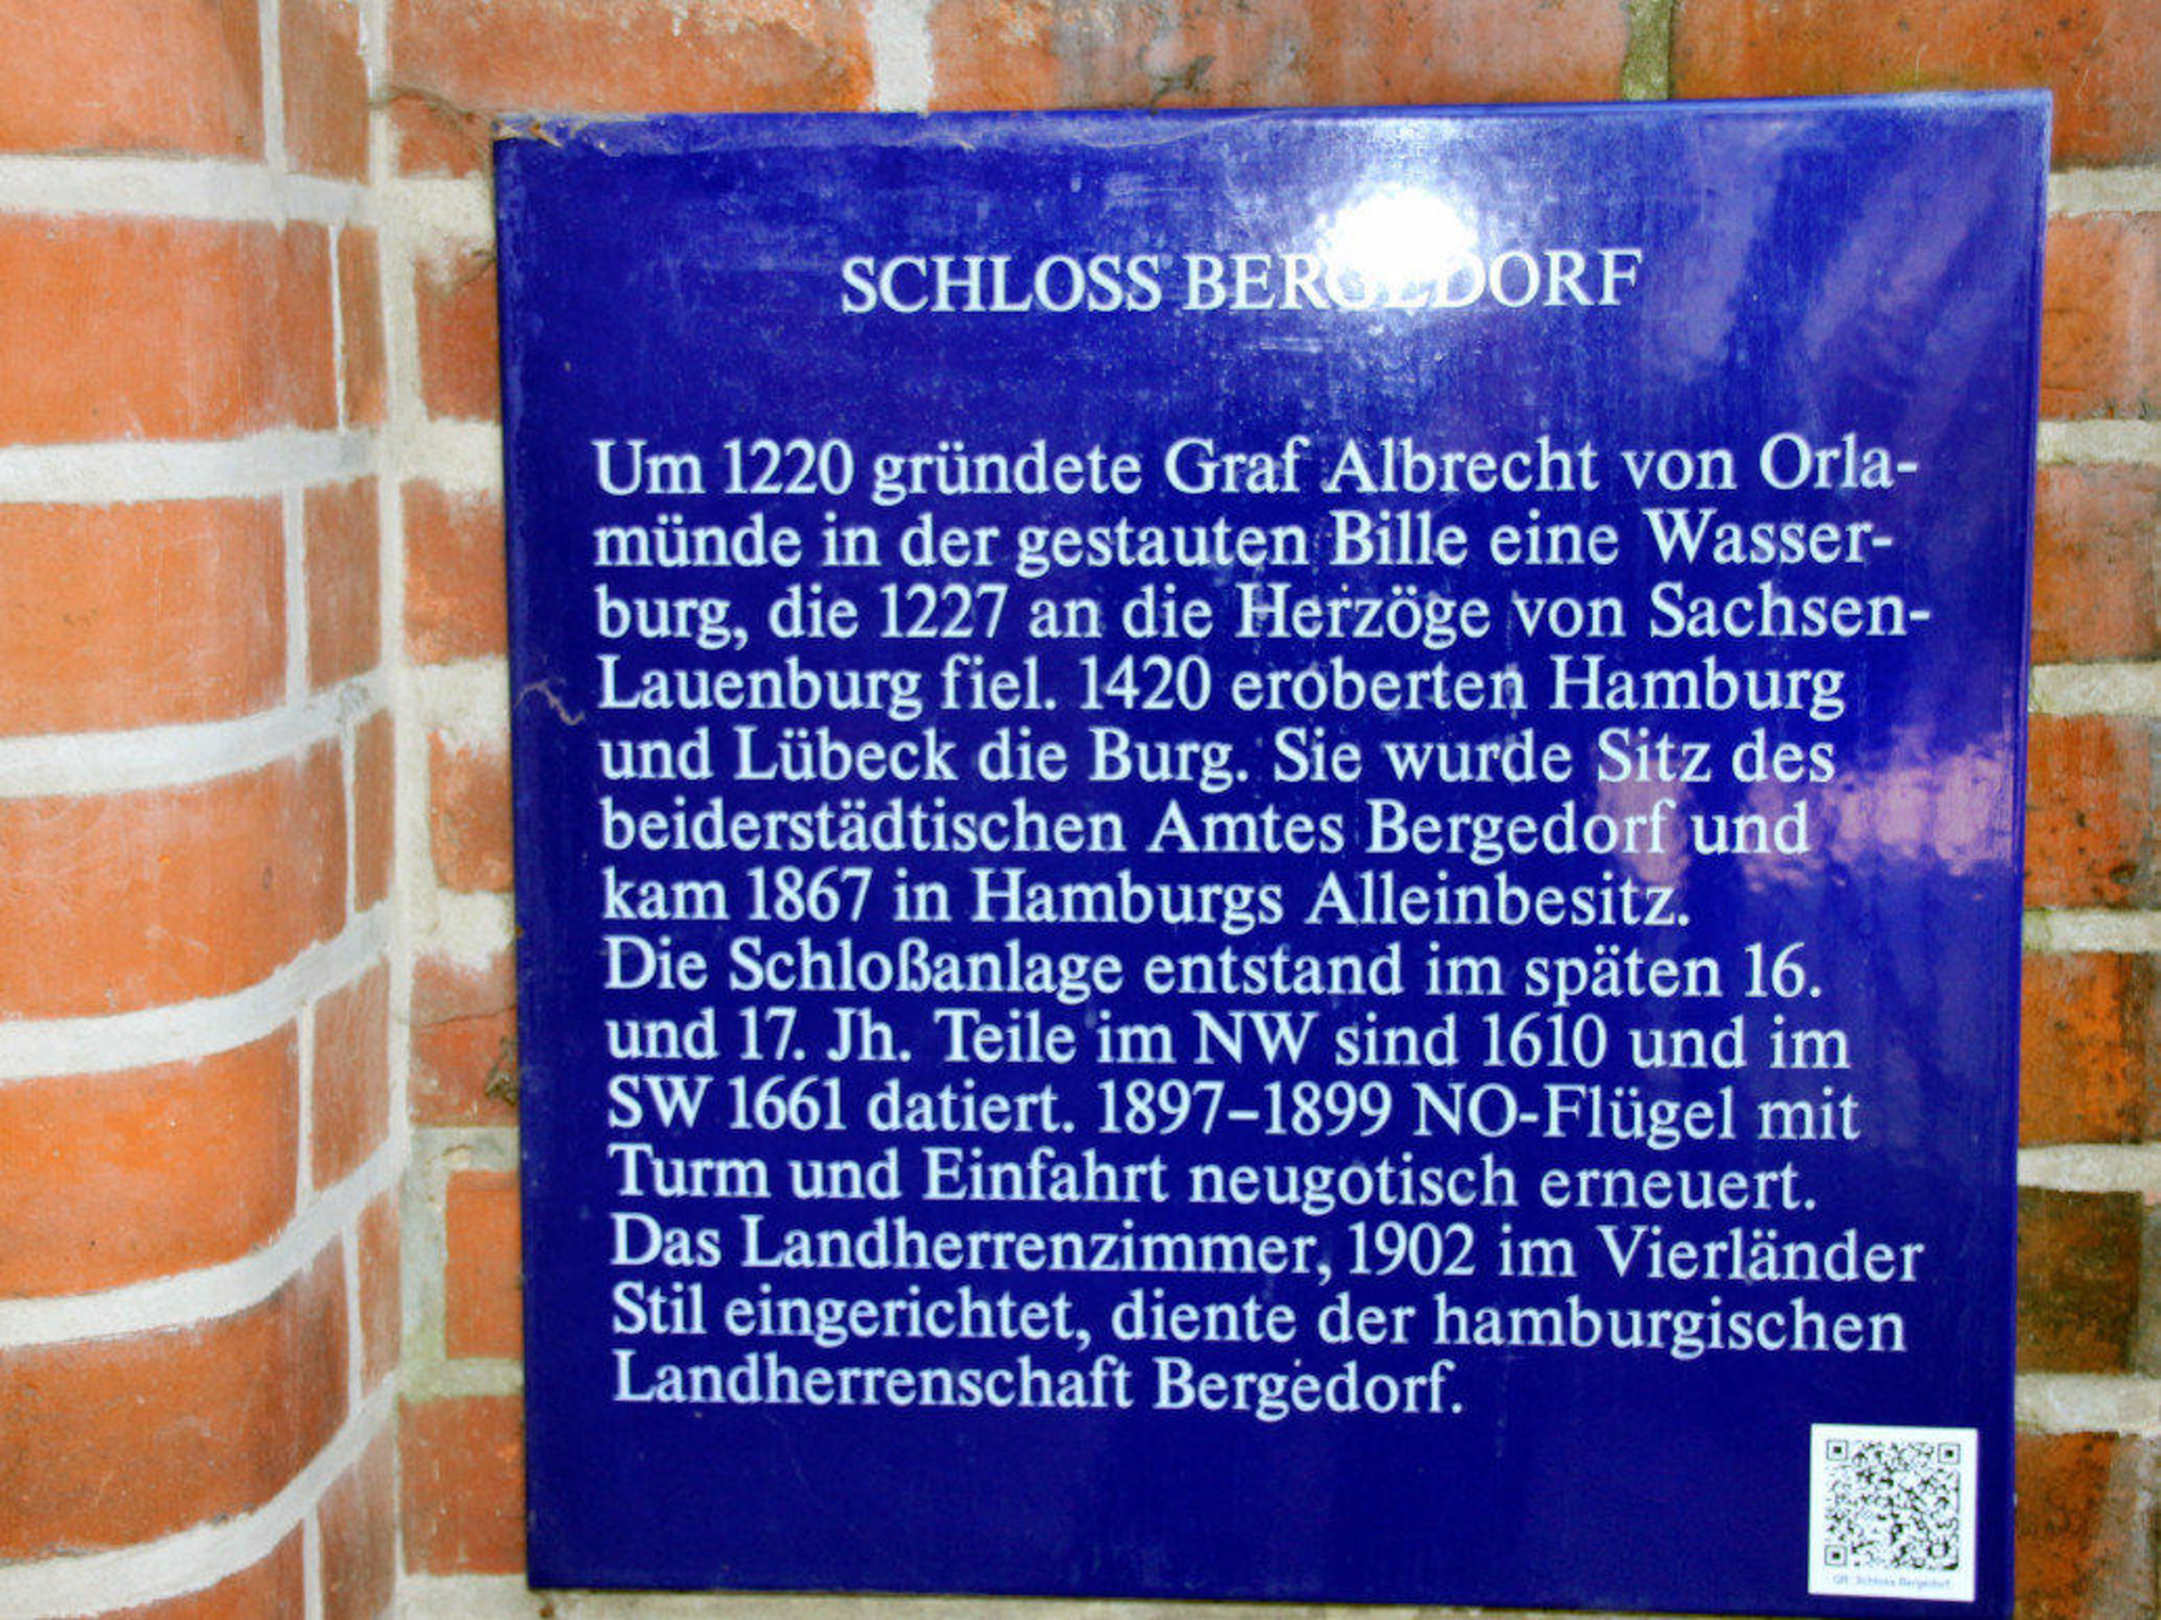 SCHLOSS BERGEDORF
Um 1220 gründete Graf Albrecht von Orla-
münde in der gestauten Bille eine Wasser-
burg, die 1227 an die Herzöge von Sachsen-
Lauenburg fiel. 1420 eroberten Hamburg
und Lübeck die Burg. Sie wurde Sitz des
beiderstädtischen Amtes Bergedorf und
kam 1867 in Hamburgs Alleinbesitz.
Die Schloßanlage entstand im späten 16.
und 17. Jh. Teile im NW sind 1610 und im
SW 1661 datiert. 1897–1899 NO-Flügel mit
Turm und Einfahrt neugotisch erneuert.
Das Landherrenzimmer, 1902 im Vierländer
Stil eingerichtet, diente der hamburgischen
Landherrenschaft Bergedorf.
QR: Schloss Bergedorf